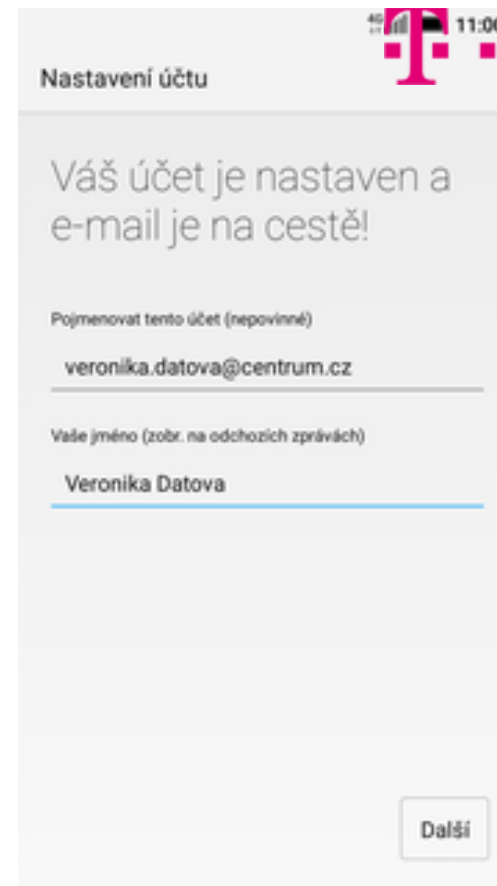 4G 11:00
Nastavení účtu
Váš účet je nastaven a
e-mail je na cestě!
Pojmenovat tento účet (nepovinné)
veronika.datova@centrum.cz
Vaše jméno (zobr. na odchozích zprávách)
Veronika Datova
Další